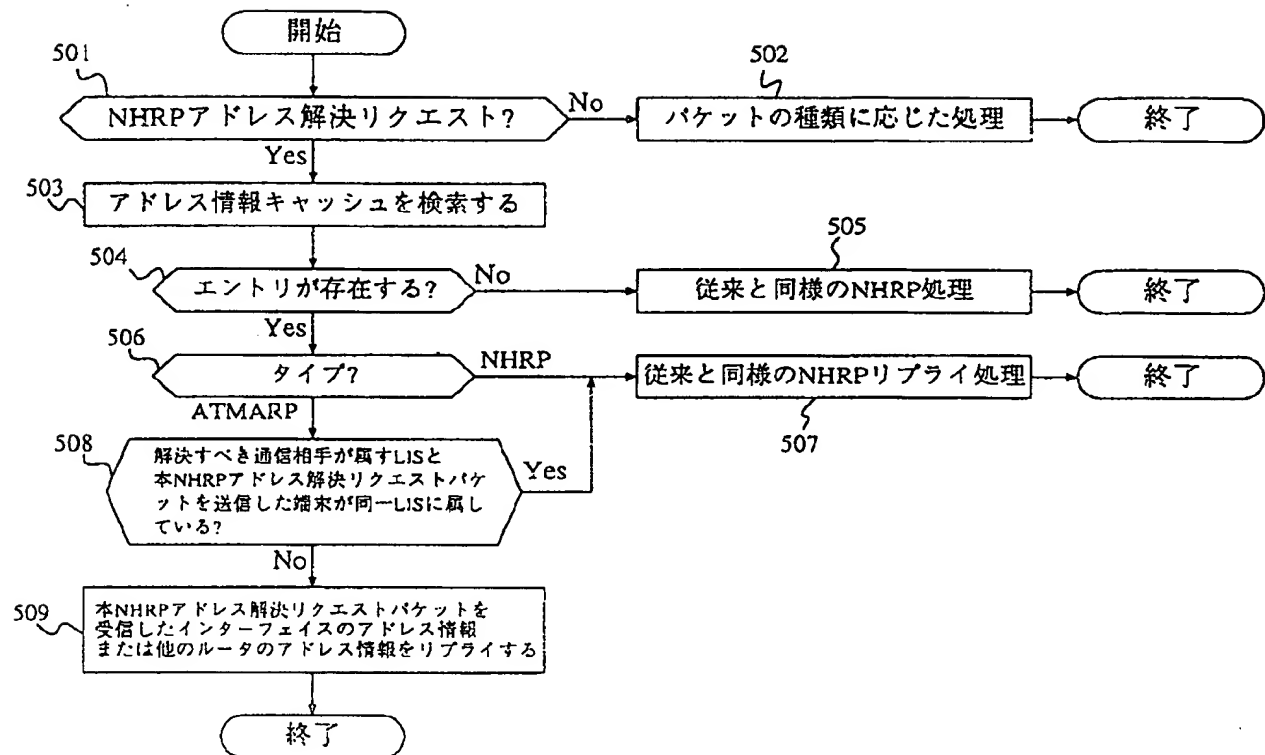 開始
501
NHRPアドレス解決リクエスト?
No
502
パケットの種類に応じた処理
終了
Yes
503
アドレス情報キャッシュを検索する
504
エントリが存在する?
No
505
従来と同様のNHRP処理
終了
Yes
506
タイプ?
NHRP
従来と同様のNHRPリプライ処理
507
終了
ATMARP
508
解決すべき通信相手が属すLISと
本NHRPアドレス解決リクエストパケ
ットを送信した端末が同一LISに属し
ている?
Yes
No
509
本NHRPアドレス解決リクエストパケットを
受信したインターフェイスのアドレス情報
または他のルータのアドレス情報をリプライする
終了